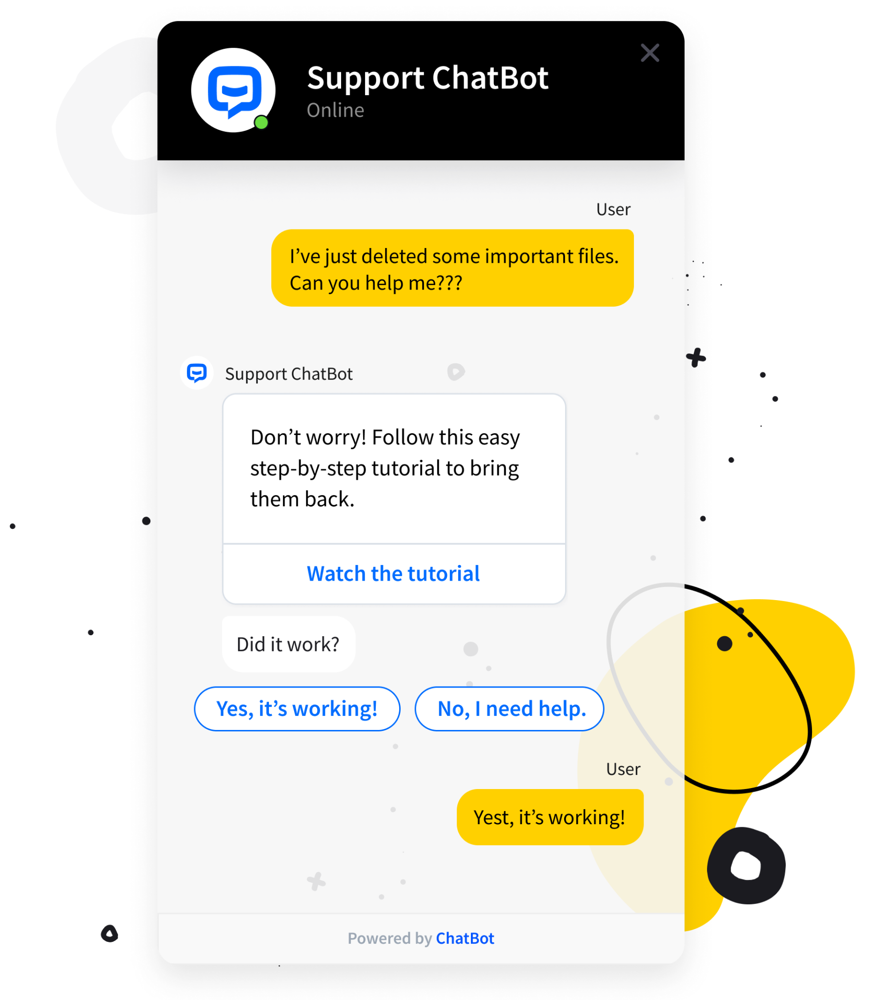 Support ChatBot
Online
User
I’ve just deleted some important files.
Can you help me???
Support ChatBot
Don’t worry! Follow this easy
step-by-step tutorial to bring
them back.
Watch the tutorial
Did it work?
Yes, it’s working!
No, I need help.
User
Yest, it’s working!
Powered by ChatBot